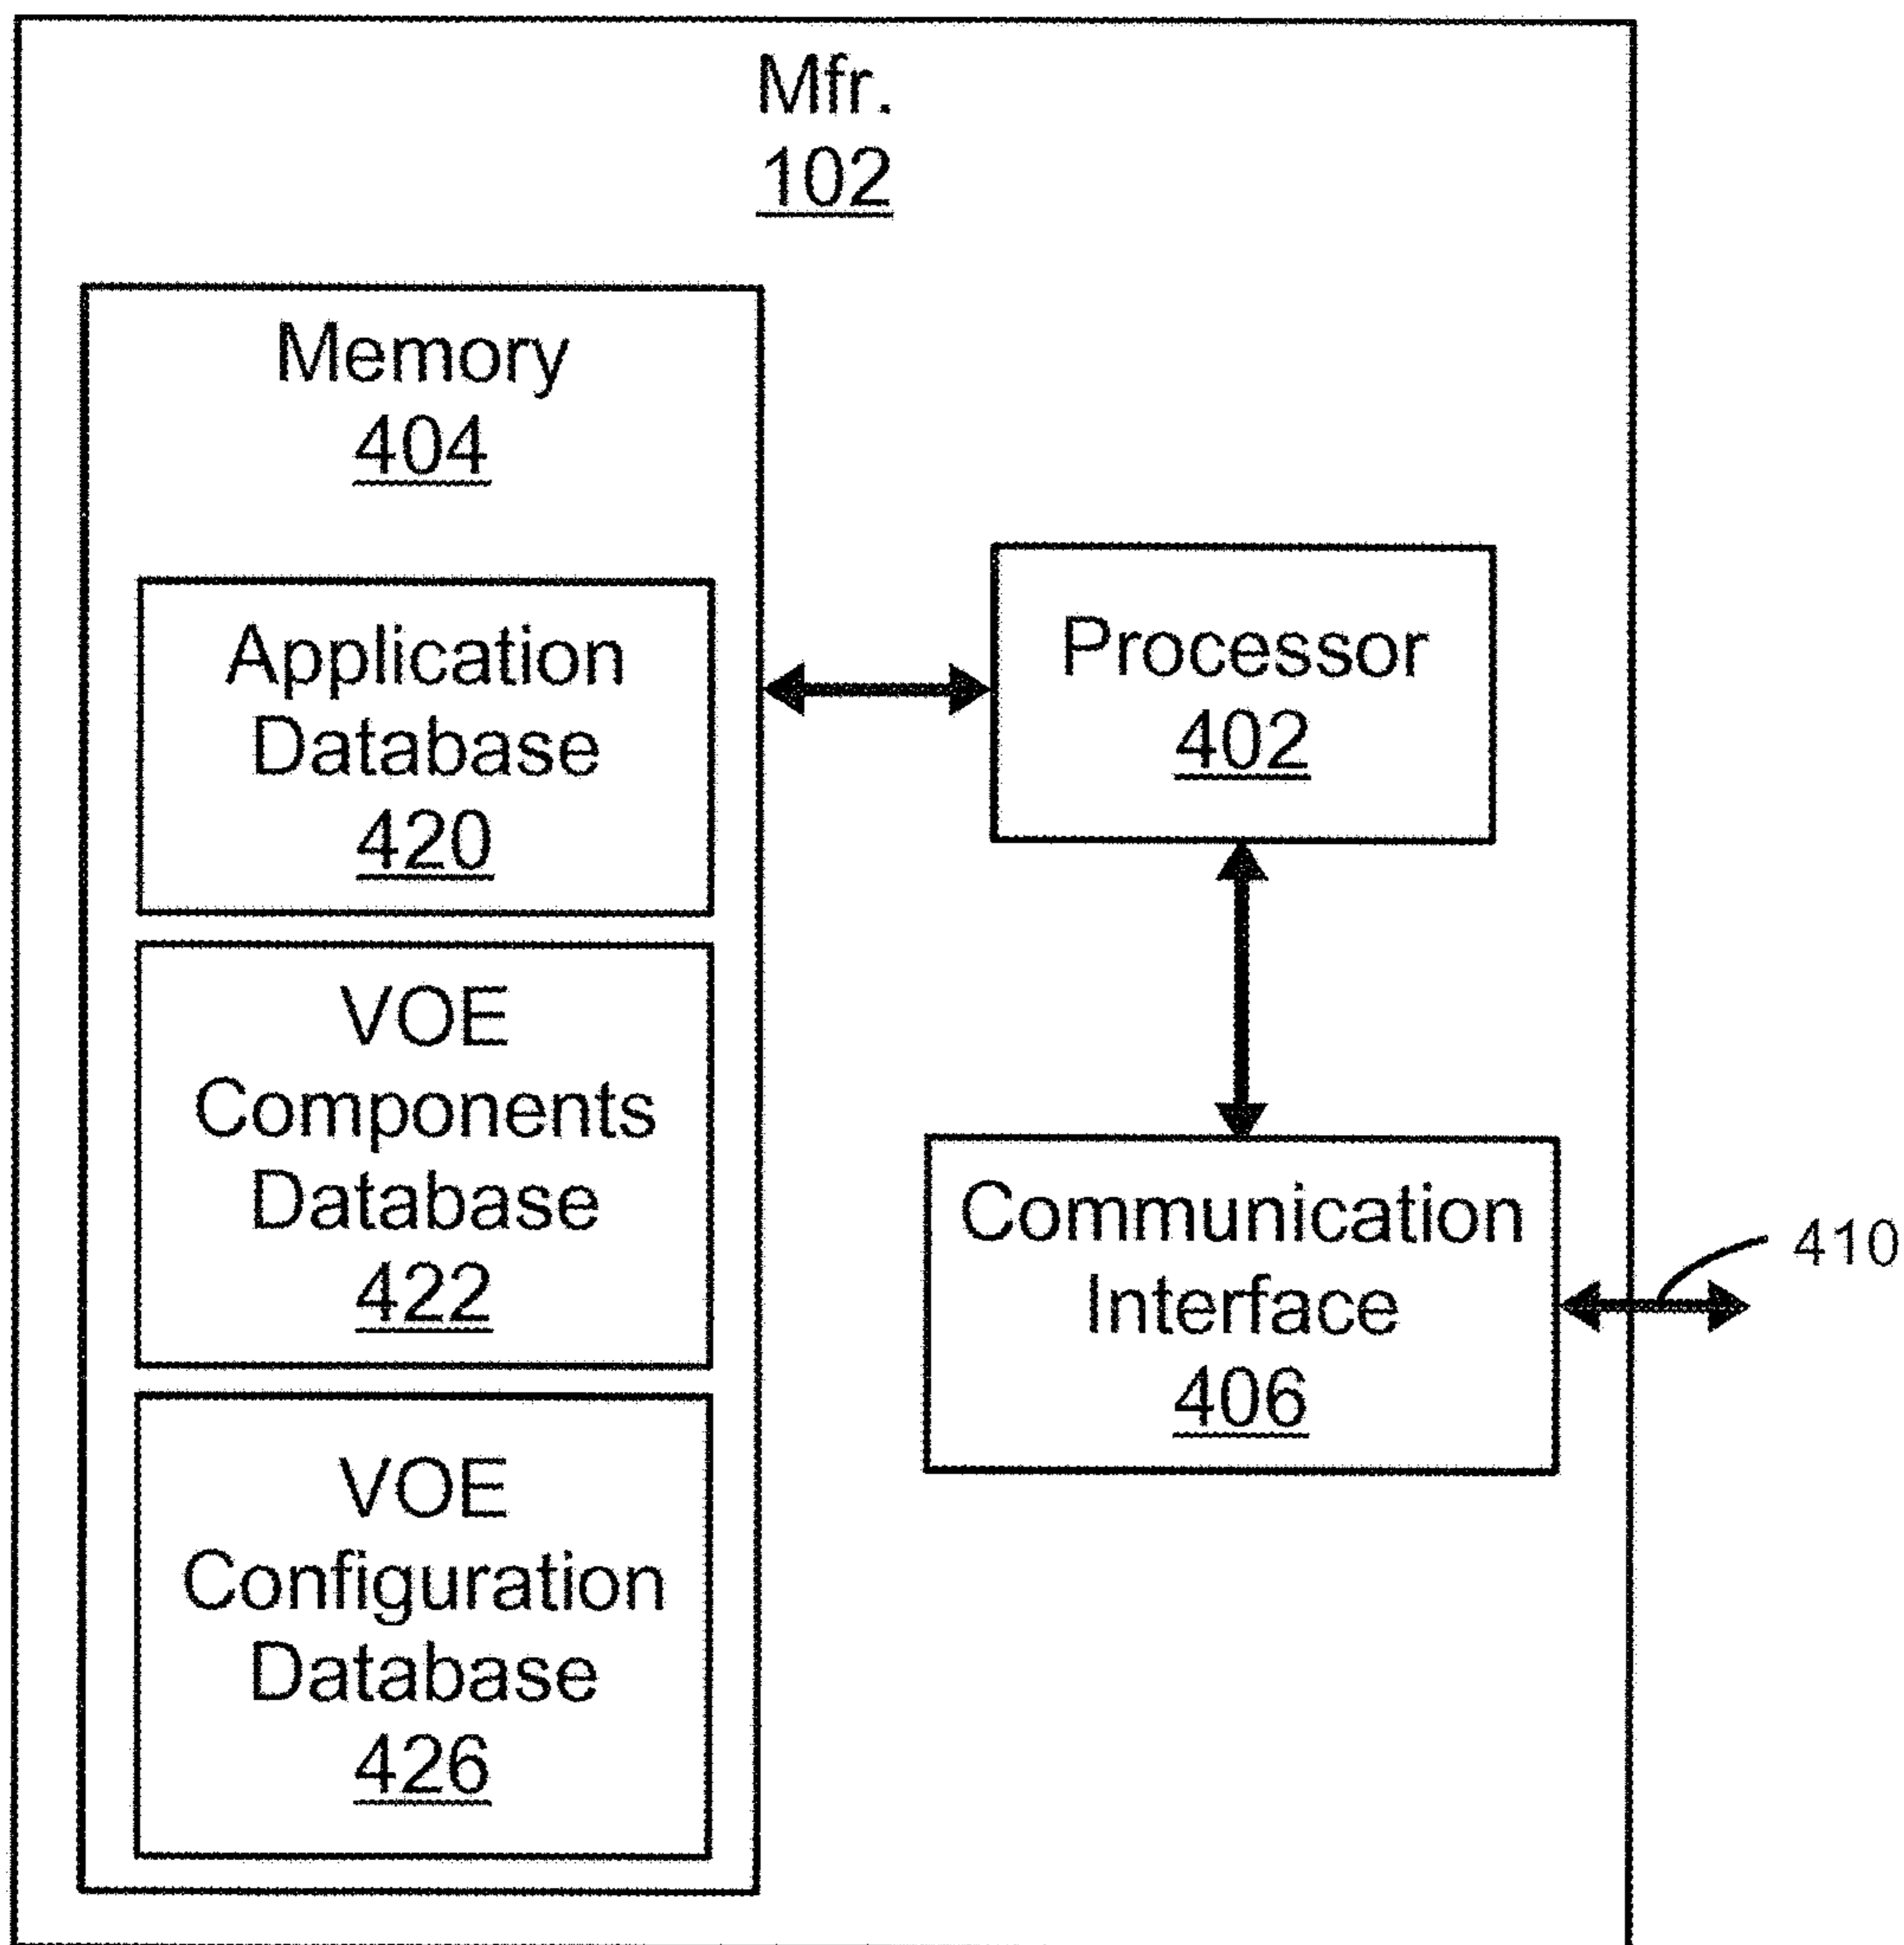 Mfr.
102
Memory
404
Application
Database
420
VOE
Components
Database
422
VOE
Configuration
Database
426
Processor
402
Communication
Interface
406
410